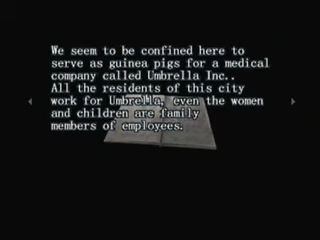 We seem to be confined here to
serve as guinea pigs for a medical
company called Umbrella Inc..
All the residents of this city
work for Umbrella, even the women
and children are family
members of employees.